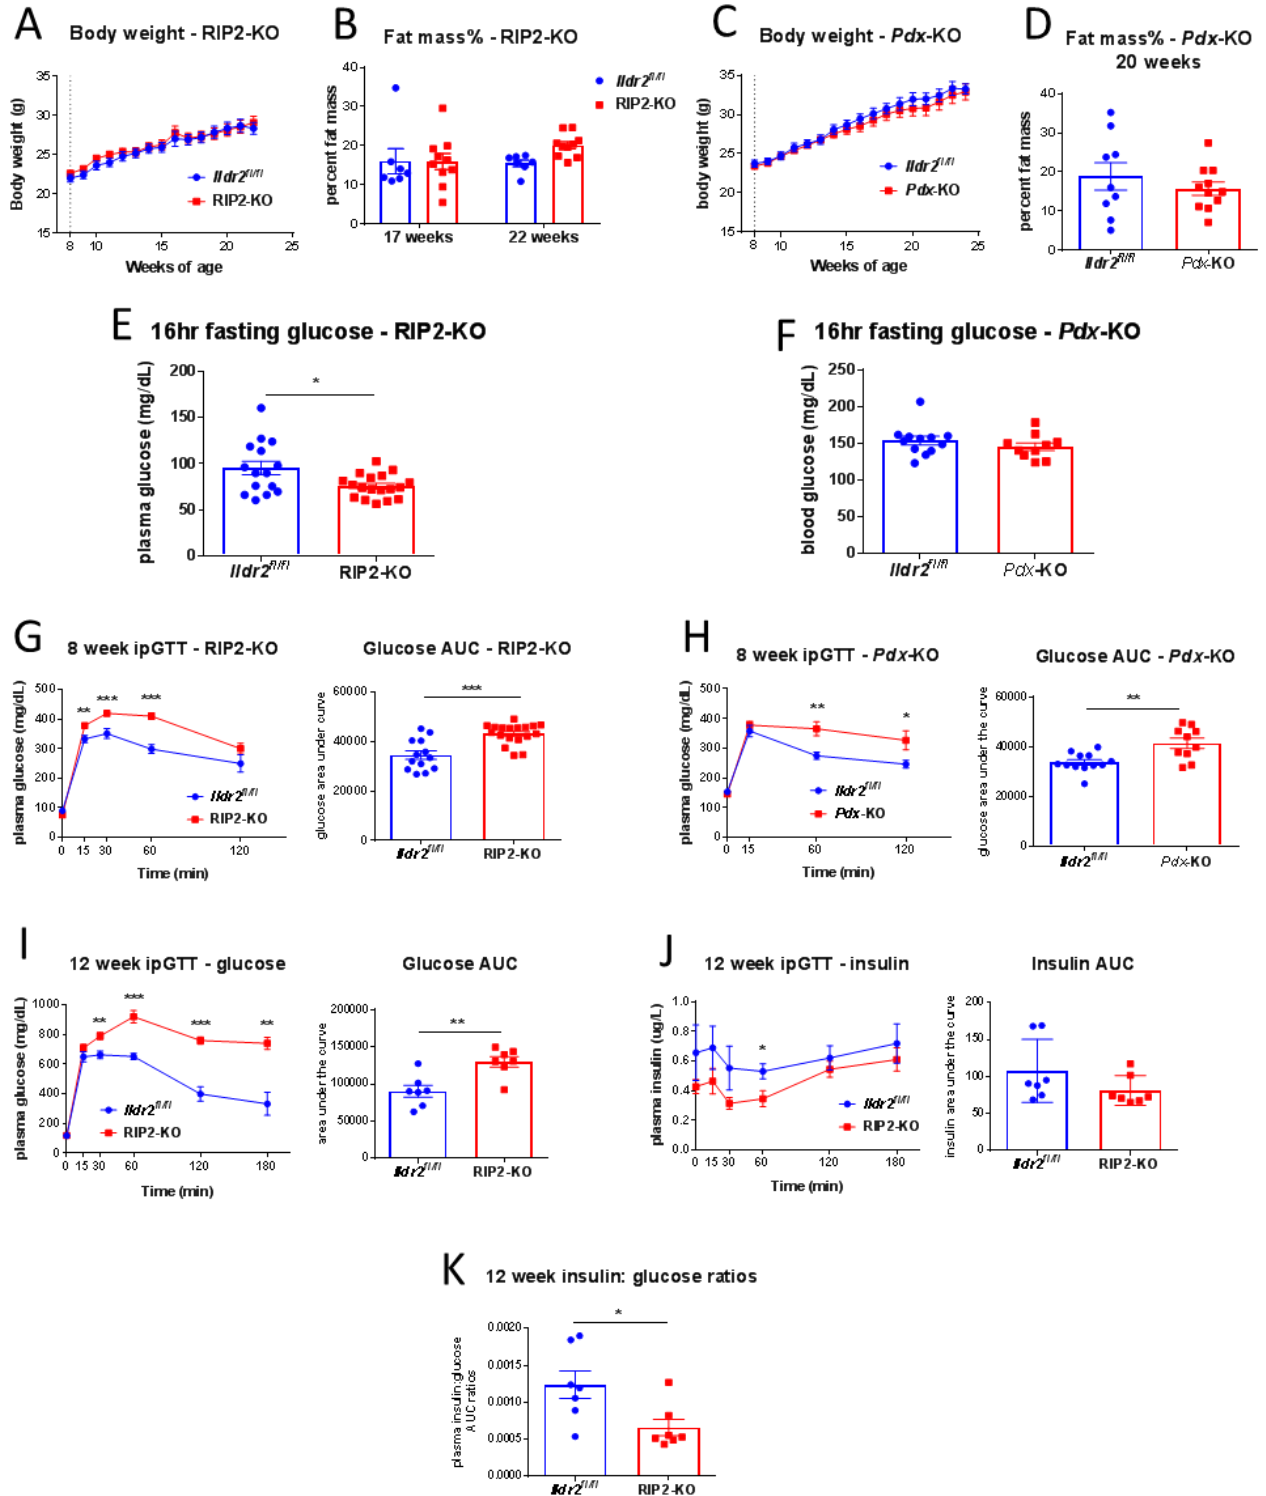 A Body weight - RIP2-KO
Body weight (g)
35
30
25
20
15
8 10 15 20 25
Weeks of age
Ildr2fl/fl
RIP2-KO
B Fat mass% - RIP2-KO
percent fat mass
40
30
20
10
0
17 weeks 22 weeks
Ildr2fl/fl
RIP2-KO
C Body weight - Pdx-KO
body weight (g)
35
30
25
20
15
8 10 15 20 25
Weeks of age
Ildr2fl/fl
Pdx-KO
D Fat mass% - Pdx-KO
20 weeks
percent fat mass
40
30
20
10
0
Ildr2fl/fl Pdx-KO
E 16hr fasting glucose - RIP2-KO
plasma glucose (mg/dL)
200
150
100
50
0
*
Ildr2fl/fl RIP2-KO
F 16hr fasting glucose - Pdx-KO
blood glucose (mg/dL)
250
200
150
100
50
0
Ildr2fl/fl Pdx-KO
G 8 week ipGTT - RIP2-KO
plasma glucose (mg/dL)
500
400
300
200
100
0
** *** ***
0 15 30 60 120
Time (min)
Ildr2fl/fl
RIP2-KO
Glucose AUC - RIP2-KO
glucose area under curve
60000
40000
20000
0
***
Ildr2fl/fl RIP2-KO
H 8 week ipGTT - Pdx-KO
plasma glucose (mg/dL)
500
400
300
200
100
0
** *
0 15 60 120
Time (min)
Ildr2fl/fl
Pdx-KO
Glucose AUC - Pdx-KO
glucose area under the curve
60000
40000
20000
0
**
Ildr2fl/fl Pdx-KO
I 12 week ipGTT - glucose
plasma glucose (mg/dL)
1000
800
600
400
200
0
** *** *** **
0 15 30 60 120 180
Time (min)
Ildr2fl/fl
RIP2-KO
Glucose AUC
area under the curve
200000
150000
100000
50000
0
**
Ildr2fl/fl RIP2-KO
J 12 week ipGTT - insulin
plasma insulin (ug/L)
1.0
0.8
0.6
0.4
0.2
0.0
*
0 15 30 60 120 180
Time (min)
Ildr2fl/fl
RIP2-KO
Insulin AUC
insulin area under the curve
200
150
100
50
0
Ildr2fl/fl RIP2-KO
K 12 week insulin: glucose ratios
plasma insulin:glucose
AUC ratios
0.0020
0.0015
0.0010
0.0005
0.0000
*
Ildr2fl/fl RIP2-KO